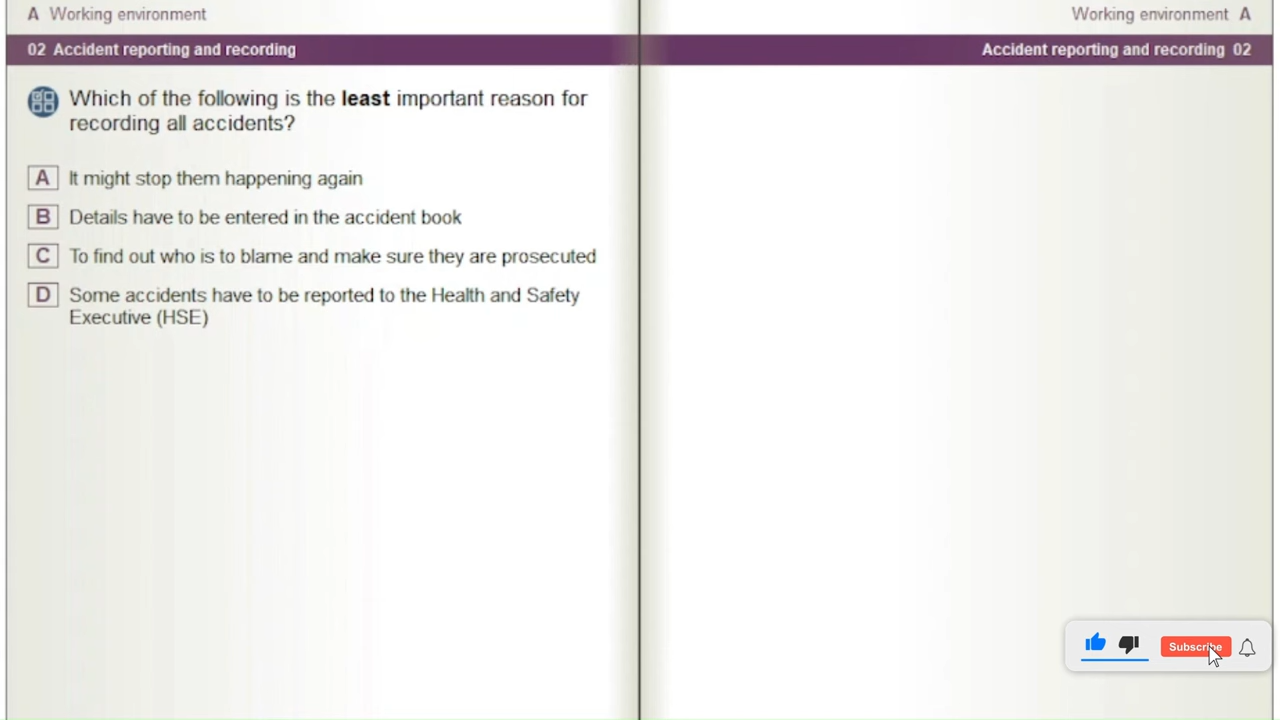 A Working environment
Working environment A
02 Accident reporting and recording
Accident reporting and recording 02
Which of the following is the least important reason for
recording all accidents?
A It might stop them happening again
B Details have to be entered in the accident book
C To find out who is to blame and make sure they are prosecuted
D Some accidents have to be reported to the Health and Safety
Executive (HSE)
Subscribe